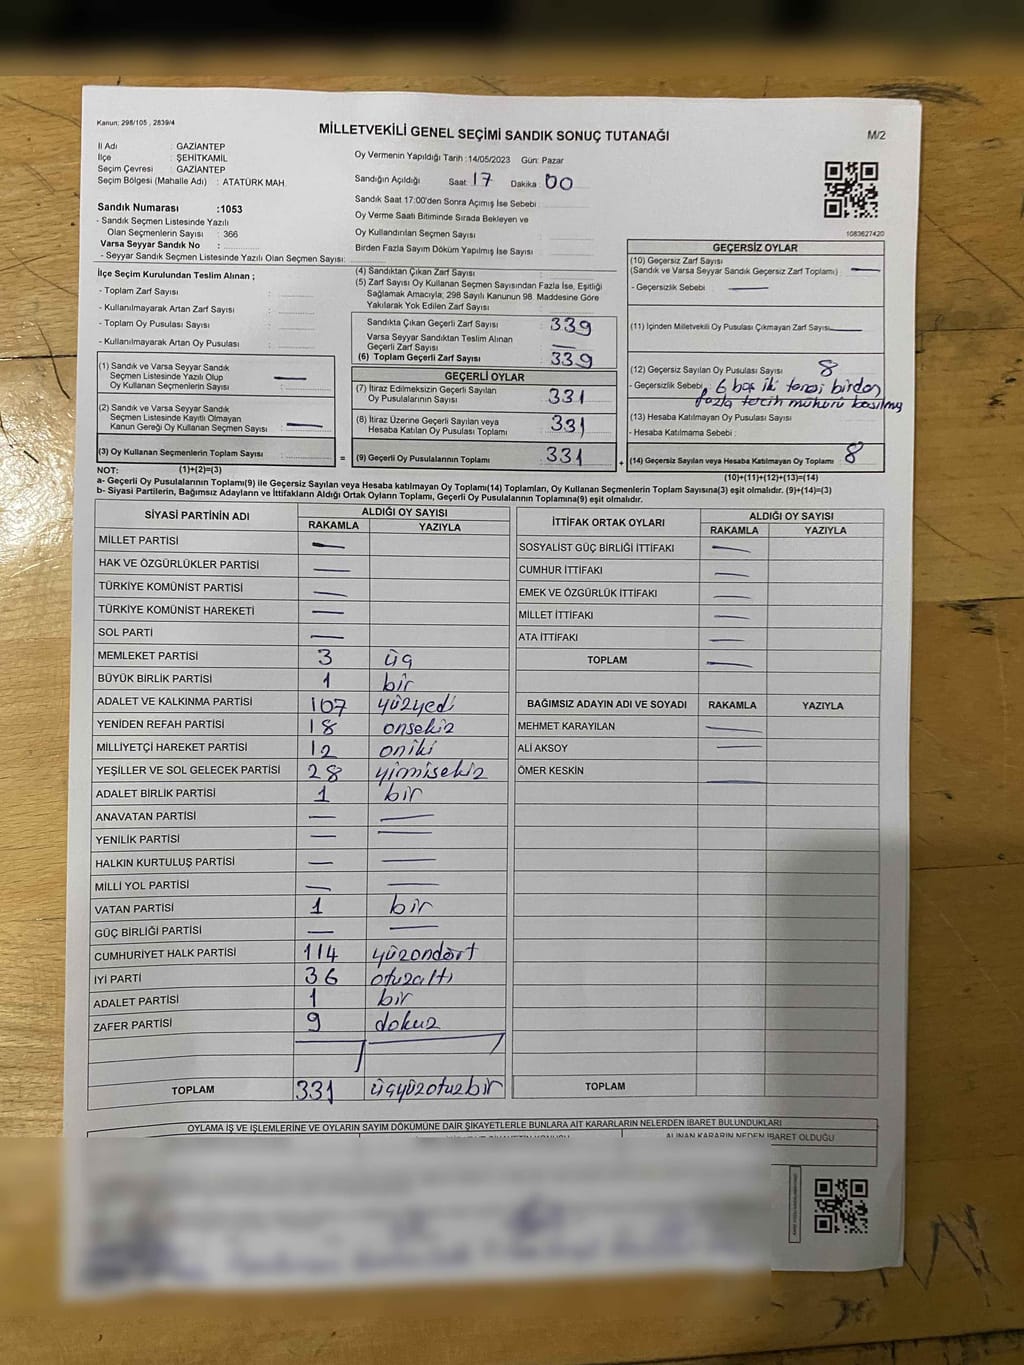 Kanun: 298/105 , 2839/4
MİLLETVEKİLİ GENEL SEÇİMİ SANDIK SONUÇ TUTANAĞI
M/2
İl Adı : GAZİANTEP
İlçe : ŞEHİTKAMİL
Seçim Çevresi : GAZİANTEP
Seçim Bölgesi (Mahalle Adı) : ATATÜRK MAH.
Sandık Numarası :1053
- Sandık Seçmen Listesinde Yazılı
Olan Seçmenlerin Sayısı : 366
Varsa Seyyar Sandık No :
- Seyyar Sandık Seçmen Listesinde Yazılı Olan Seçmen Sayısı:
Oy Vermenin Yapıldığı Tarih :14/05/2023 Gün: Pazar
Sandığın Açıldığı Saat 17 Dakika 00
Sandık Saat 17:00'den Sonra Açımış İse Sebebi :
Oy Verme Saati Bitiminde Sırada Bekleyen ve
Oy Kullandırılan Seçmen Sayısı :
Birden Fazla Sayım Döküm Yapılmış İse Sayısı :
1083627420
İlçe Seçim Kurulundan Teslim Alınan ;
- Toplam Zarf Sayısı :
- Kullanılmayarak Artan Zarf Sayısı :
- Toplam Oy Pusulası Sayısı :
- Kullanılmayarak Artan Oy Pusulası :
(1) Sandık ve Varsa Seyyar Sandık
Seçmen Listesinde Yazılı Olup
Oy Kullanan Seçmenlerin Sayısı : —
(2) Sandık ve Varsa Seyyar Sandık
Seçmen Listesinde Kayıtlı Olmayan
Kanun Gereği Oy Kullanan Seçmen Sayısı : —
(3) Oy Kullanan Seçmenlerin Toplam Sayısı :
(4) Sandıktan Çıkan Zarf Sayısı :
(5) Zarf Sayısı Oy Kullanan Seçmen Sayısından Fazla İse, Eşitliği
Sağlamak Amacıyla; 298 Sayılı Kanunun 98. Maddesine Göre
Yakılarak Yok Edilen Zarf Sayısı :
Sandıkta Çıkan Geçerli Zarf Sayısı : 339
Varsa Seyyar Sandıktan Teslim Alınan
Geçerli Zarf Sayısı : —
(6) Toplam Geçerli Zarf Sayısı : 339
GEÇERLİ OYLAR
(7) İtiraz Edilmeksizin Geçerli Sayılan
Oy Pusulalarının Sayısı : 331
(8) İtiraz Üzerine Geçerli Sayılan veya
Hesaba Katılan Oy Pusulası Toplamı : 331
= (9) Geçerli Oy Pusulalarının Toplamı : 331
GEÇERSİZ OYLAR
(10) Geçersiz Zarf Sayısı
(Sandık ve Varsa Seyyar Sandık Geçersiz Zarf Toplamı) : —
- Geçersizlik Sebebi : —
(11) İçinden Milletvekili Oy Pusulası Çıkmayan Zarf Sayısı: —
(12) Geçersiz Sayılan Oy Pusulası Sayısı : 8
- Geçersizlik Sebebi : 6 boş iki tanesi birden
fazla tercih mühürü basılmış
(13) Hesaba Katılmayan Oy Pusulası Sayısı :
- Hesaba Katılmama Sebebi :
+ (14) Geçersiz Sayılan veya Hesaba Katılmayan Oy Toplamı : 8
NOT: (1)+(2)=(3)
(10)+(11)+(12)+(13)=(14)
a- Geçerli Oy Pusulalarının Toplamı(9) ile Geçersiz Sayılan veya Hesaba katılmayan Oy Toplamı(14) Toplamları, Oy Kullanan Seçmenlerin Toplam Sayısına(3) eşit olmalıdır. (9)+(14)=(3)
b- Siyasi Partilerin, Bağımsız Adayların ve İttifakların Aldığı Ortak Oyların Toplamı, Geçerli Oy Pusulalarının Toplamına(9) eşit olmalıdır.
SİYASİ PARTİNİN ADI ALDIĞI OY SAYISI
RAKAMLA YAZIYLA
MİLLET PARTİSİ —
HAK VE ÖZGÜRLÜKLER PARTİSİ —
TÜRKİYE KOMÜNİST PARTİSİ —
TÜRKİYE KOMÜNİST HAREKETİ —
SOL PARTİ —
MEMLEKET PARTİSİ 3 üç
BÜYÜK BİRLİK PARTİSİ 1 bir
ADALET VE KALKINMA PARTİSİ 107 yüzyedi
YENİDEN REFAH PARTİSİ 18 onsekiz
MİLLİYETÇİ HAREKET PARTİSİ 12 oniki
YEŞİLLER VE SOL GELECEK PARTİSİ 28 yirmisekiz
ADALET BİRLİK PARTİSİ 1 bir
ANAVATAN PARTİSİ — —
YENİLİK PARTİSİ — —
HALKIN KURTULUŞ PARTİSİ — —
MİLLİ YOL PARTİSİ — —
VATAN PARTİSİ 1 bir
GÜÇ BİRLİĞİ PARTİSİ — —
CUMHURİYET HALK PARTİSİ 114 yüzondört
İYİ PARTİ 36 otuzaltı
ADALET PARTİSİ 1 bir
ZAFER PARTİSİ 9 dokuz
TOPLAM 331 üçyüzotuzbir
İTTİFAK ORTAK OYLARI ALDIĞI OY SAYISI
RAKAMLA YAZIYLA
SOSYALİST GÜÇ BİRLİĞİ İTTİFAKI —
CUMHUR İTTİFAKI —
EMEK VE ÖZGÜRLÜK İTTİFAKI —
MİLLET İTTİFAKI —
ATA İTTİFAKI —
TOPLAM —
BAĞIMSIZ ADAYIN ADI VE SOYADI RAKAMLA YAZIYLA
MEHMET KARAYILAN —
ALİ AKSOY —
ÖMER KESKİN —
TOPLAM
OYLAMA İŞ VE İŞLEMLERİNE VE OYLARIN SAYIM DÖKÜMÜNE DAİR ŞİKAYETLERLE BUNLARA AİT KARARLARIN NELERDEN İBARET BULUNDUKLARI
ALINAN KARARIN NEDEN İBARET OLDUĞU